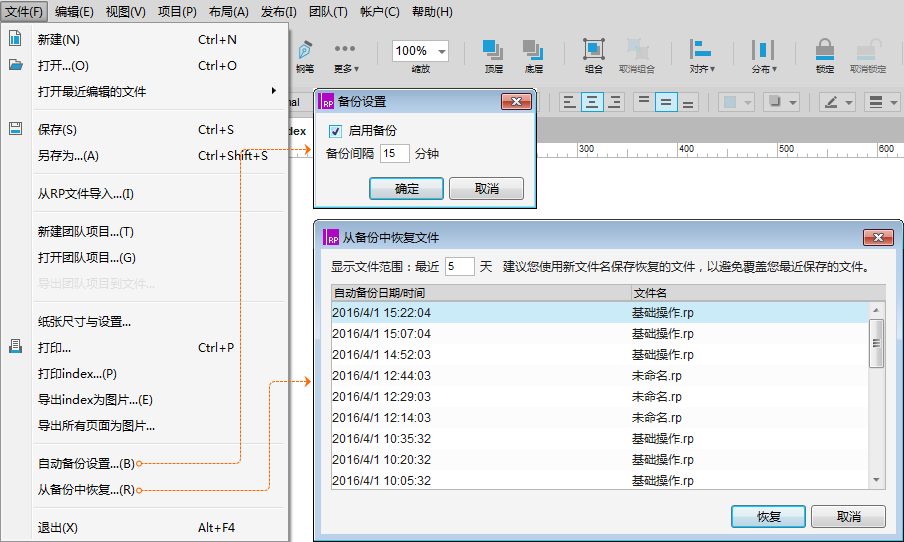 文件(F) 编辑(E) 视图(V) 项目(P) 布局(A) 发布(I) 团队(T) 帐户(C) 帮助(H)
新建(N) Ctrl+N
打开...(O) Ctrl+O
打开最近编辑的文件
保存(S) Ctrl+S
另存为...(A) Ctrl+Shift+S
从RP文件导入...(I)
新建团队项目...(T)
打开团队项目...(G)
导出团队项目到文件...
纸张尺寸与设置...
打印... Ctrl+P
打印index...(P)
导出index为图片...(E)
导出所有页面为图片...
自动备份设置...(B)
从备份中恢复...(R)
退出(X) Alt+F4
100%
钢笔 更多 缩放 顶层 底层 组合 取消组合 对齐 分布 锁定 取消锁定
nal
dex
300 400 500 600
RP 备份设置
启用备份
备份间隔 15 分钟
确定 取消
RP 从备份中恢复文件
显示文件范围：最近 5 天 建议您使用新文件名保存恢复的文件，以避免覆盖您最近保存的文件。
自动备份日期/时间 文件名
2016/4/1 15:22:04 基础操作.rp
2016/4/1 15:07:04 基础操作.rp
2016/4/1 14:52:03 基础操作.rp
2016/4/1 12:44:03 未命名.rp
2016/4/1 12:29:03 未命名.rp
2016/4/1 12:14:03 未命名.rp
2016/4/1 10:35:32 基础操作.rp
2016/4/1 10:20:32 基础操作.rp
2016/4/1 10:05:32 基础操作.rp
恢复 取消